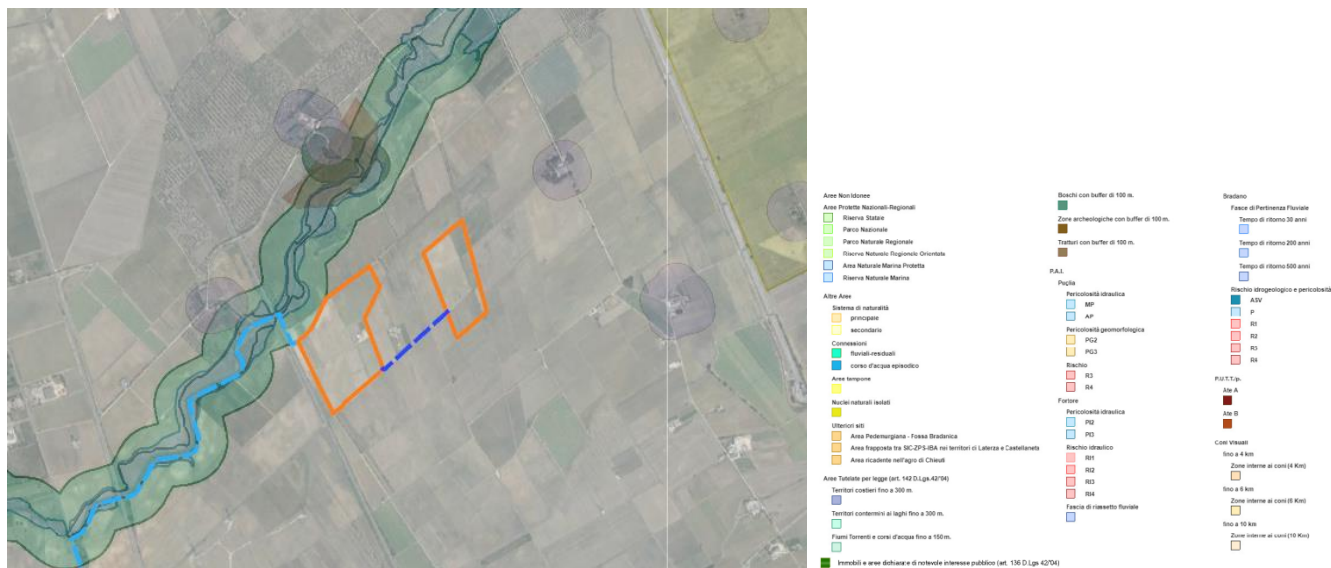 Aree Non Idonee
Aree Protette Nazionali-Regionali
Riserva Statale
Parco Nazionale
Parco Naturale Regionale
Riserva Naturale Regionale Orientata
Area Naturale Marina Protetta
Riserva Naturale Marina
Altre Aree
Sistema di naturalità
principale
secondario
Connessioni
fluviali-residuali
corso d'acqua episodico
Aree tampone
Nuclei naturali isolati
Ulteriori siti
Area Pedemurgiana - Fossa Bradanica
Area frapposta tra SIC-ZPS-IBA nei territori di Laterza e Castellaneta
Area ricadente nell'agro di Chieuti
Aree Tutelate per legge (art. 142 D.Lgs.42/'04)
Territori costieri fino a 300 m.
Territori contermini ai laghi fino a 300 m.
Fiumi Torrenti e corsi d'acqua fino a 150 m.
Immobili e aree dichiarate di notevole interesse pubblico (art. 136 D.Lgs 42/'04)
Boschi con buffer di 100 m.
Zone archeologiche con buffer di 100 m.
Tratturi con buffer di 100 m.
P.A.I.
Puglia
Pericolosità idraulica
MP
AP
Pericolosità geomorfologica
PG2
PG3
Rischio
R3
R4
Fortore
Pericolosità idraulica
PI2
PI3
Rischio idraulico
RI1
RI2
RI3
RI4
Fascia di riassetto fluviale
Bradano
Fasce di Pertinenza Fluviale
Tempo di ritorno 30 anni
Tempo di ritorno 200 anni
Tempo di ritorno 500 anni
Rischio idrogeologico e pericolosità
ASV
P
R1
R2
R3
R4
P.U.T.T./p.
Ate A
Ate B
Coni Visuali
fino a 4 km
Zone interne ai coni (4 Km)
fino a 6 km
Zone interne ai coni (6 Km)
fino a 10 km
Zone interne ai coni (10 Km)